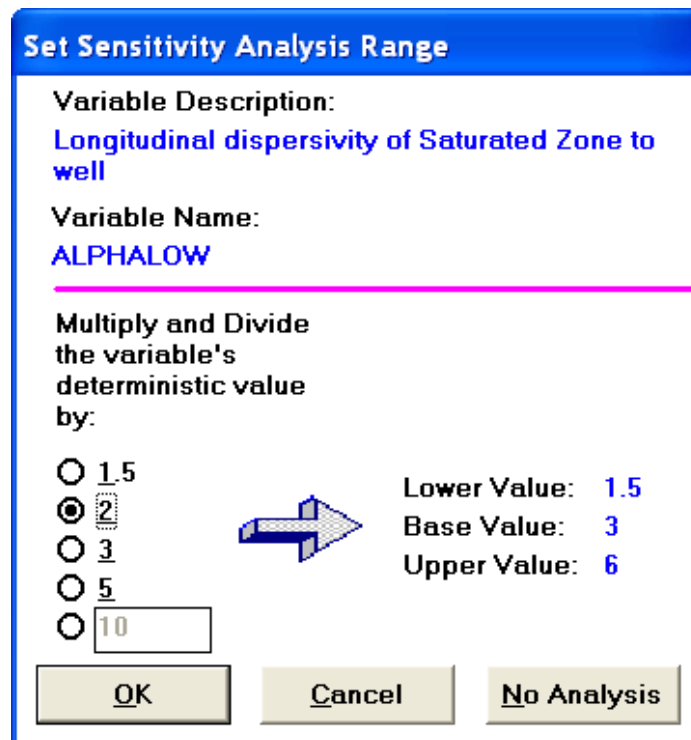 Set Sensitivity Analysis Range
Variable Description:
Longitudinal dispersivity of Saturated Zone to
well
Variable Name:
ALPHALOW
Multiply and Divide
the variable's
deterministic value
by:
1.5
2
3
5
10
Lower Value: 1.5
Base Value: 3
Upper Value: 6
OK Cancel No Analysis